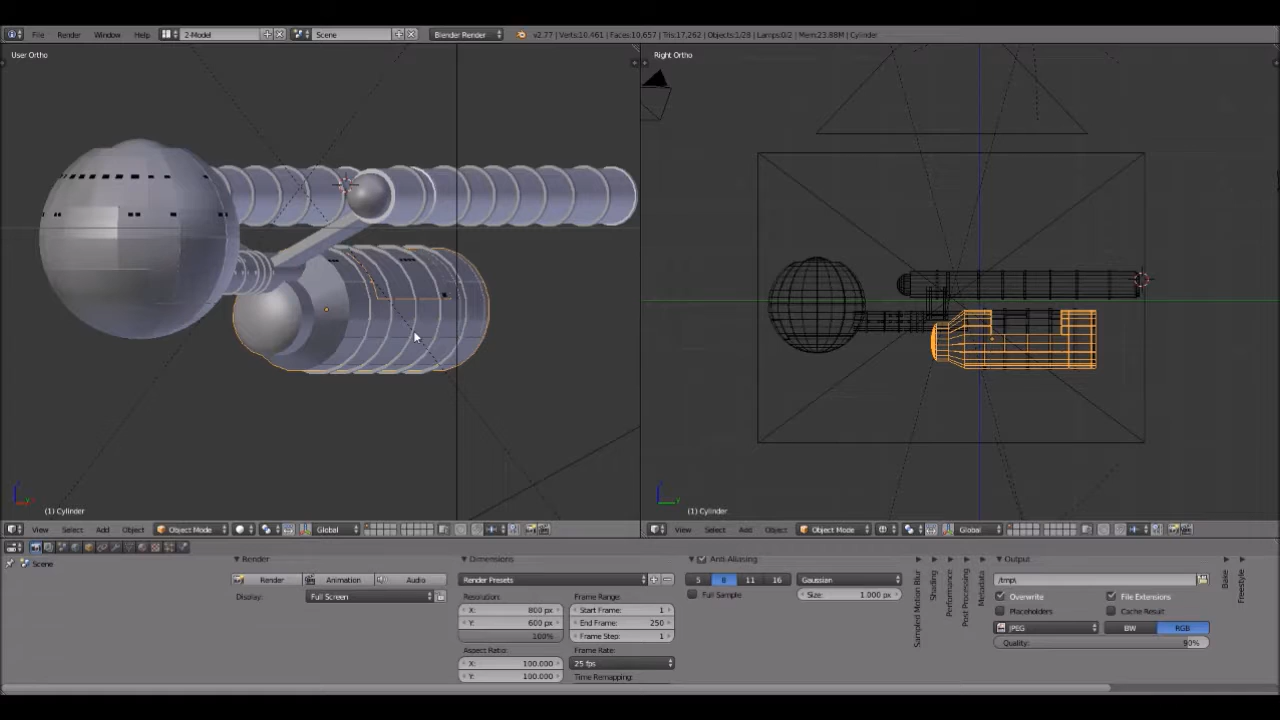 File Render Window Help 2-Model Scene Blender Render v2.77 | Verts:10,461 | Faces:10,657 | Tris:17,262 | Objects:1/28 | Lamps:0/2 | Mem:23.88M | Cylinder
User Ortho Right Ortho
(1) Cylinder (1) Cylinder
View Select Add Object Object Mode Global View Select Add Object Object Mode Global
Scene
Render
Render Animation Audio
Display: Full Screen
Dimensions
Render Presets
Resolution: Frame Range:
X: 800 px Start Frame: 1
Y: 600 px End Frame: 250
100% Frame Step: 1
Aspect Ratio: Frame Rate:
X: 100.000 25 fps
Y: 100.000 Time Remapping:
Anti-Aliasing
5 8 11 16 Gaussian
Full Sample Size: 1.000 px
Sampled Motion Blur
Shading
Performance
Post Processing
Metadata
Output
/tmp\
Overwrite File Extensions
Placeholders Cache Result
JPEG BW RGB
Quality: 90%
Bake
Freestyle